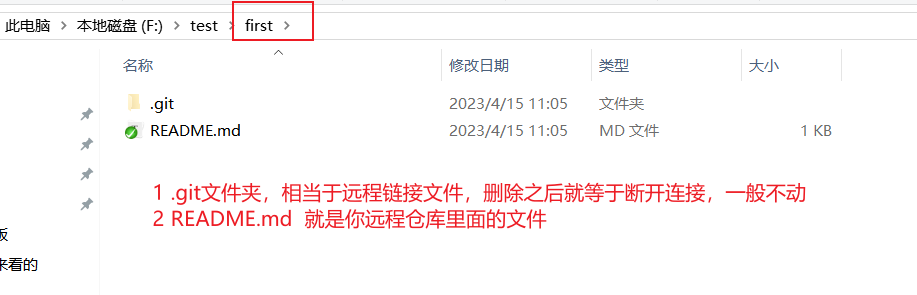 此电脑 > 本地磁盘 (F:) > test > first >
名称 修改日期 类型 大小
.git 2023/4/15 11:05 文件夹
README.md 2023/4/15 11:05 MD 文件 1 KB
1 .git文件夹，相当于远程链接文件，删除之后就等于断开连接，一般不动
2 README.md 就是你远程仓库里面的文件
来看的